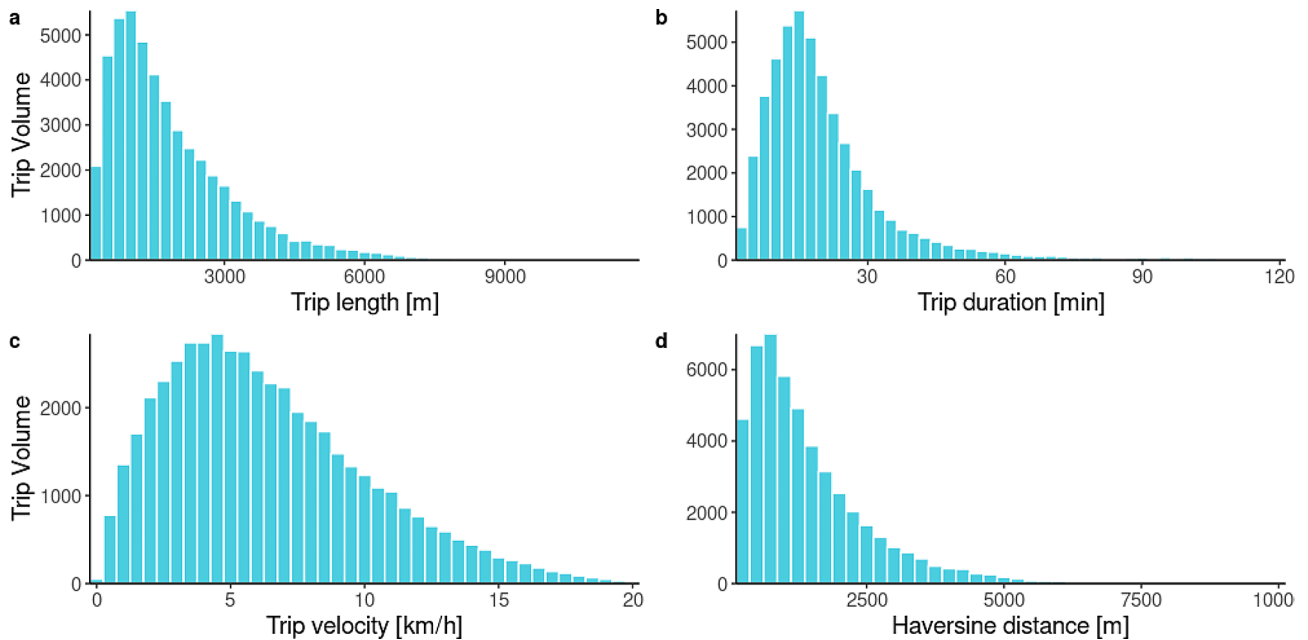 a
5000
4000
3000
2000
1000
0
Trip Volume
3000 6000 9000
Trip length [m]
b
5000
4000
3000
2000
1000
0
30 60 90 120
Trip duration [min]
c
2000
1000
0
Trip Volume
0 5 10 15 20
Trip velocity [km/h]
d
6000
4000
2000
0
2500 5000 7500 1000
Haversine distance [m]